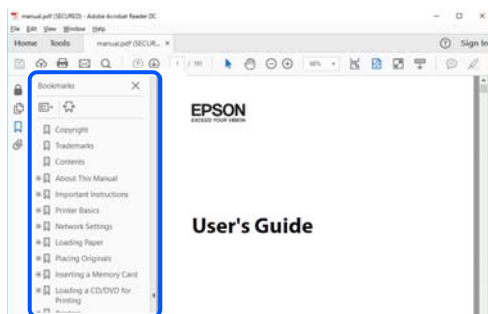 manual.pdf (SECURED) - Adobe Acrobat Reader DC
File Edit View Window Help
Home Tools manual.pdf (SECUR... ×
Sign In
1 / 191
Bookmarks
Copyright
Trademarks
Contents
About This Manual
Important Instructions
Printer Basics
Network Settings
Loading Paper
Placing Originals
Inserting a Memory Card
Loading a CD/DVD for
Printing
EPSON
EXCEED YOUR VISION
User's Guide